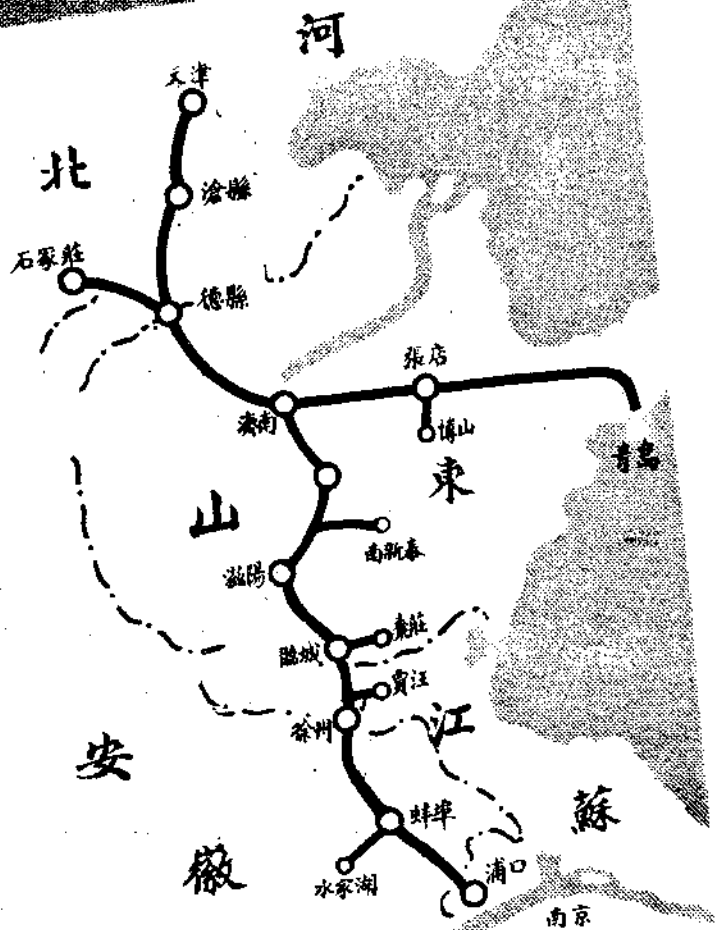 河
天津
北
滄縣
石家莊
德縣
張店
濟南
博山
青島
東
山
南新泰
滋陽
棗莊
臨城
賈汪
江
徐州
安
蚌埠
蘇
浦口
徽
水家湖
南京